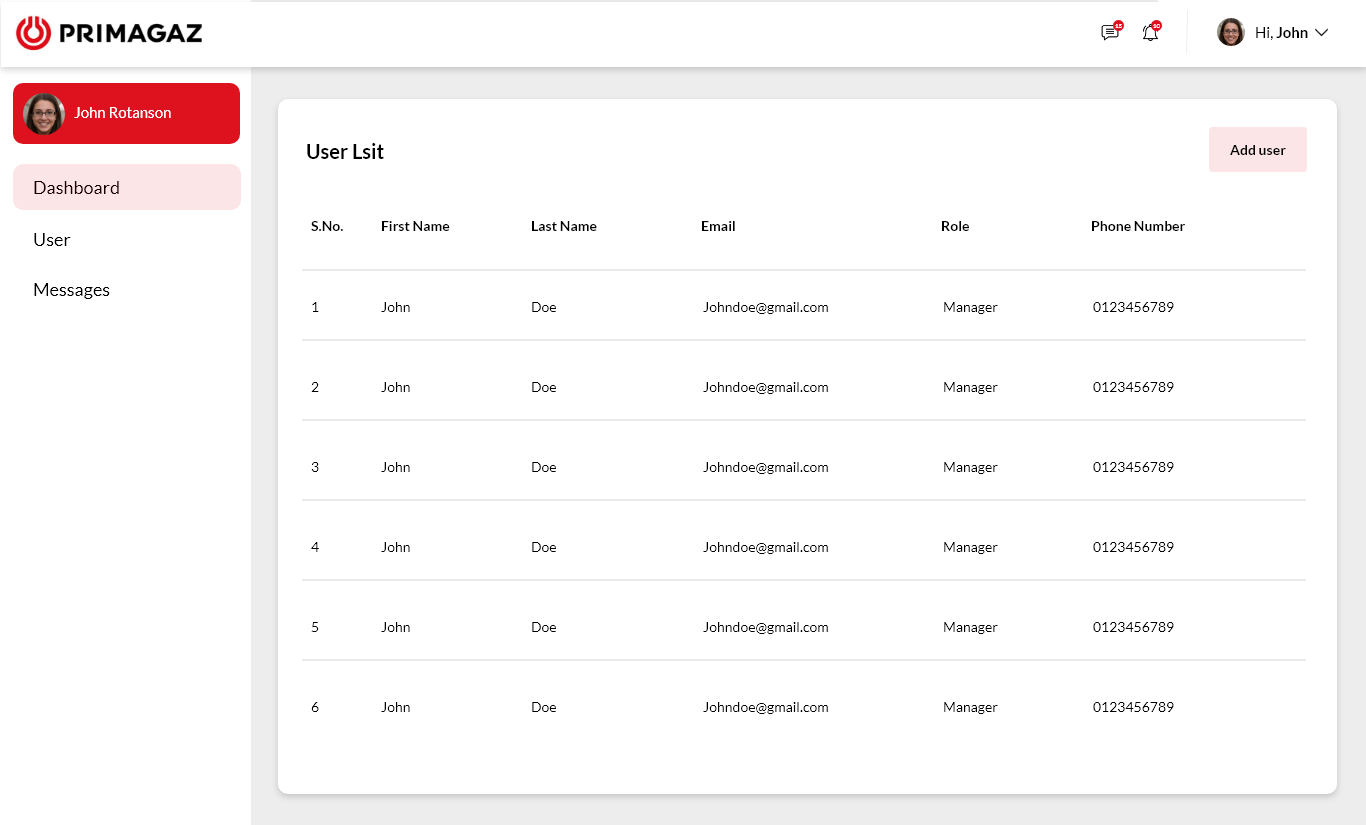 PRIMAGAZ
15
10
Hi, John
John Rotanson
Dashboard
User
Messages
User Lsit
Add user
S.No. First Name Last Name Email Role Phone Number
1 John Doe Johndoe@gmail.com Manager 0123456789
2 John Doe Johndoe@gmail.com Manager 0123456789
3 John Doe Johndoe@gmail.com Manager 0123456789
4 John Doe Johndoe@gmail.com Manager 0123456789
5 John Doe Johndoe@gmail.com Manager 0123456789
6 John Doe Johndoe@gmail.com Manager 0123456789